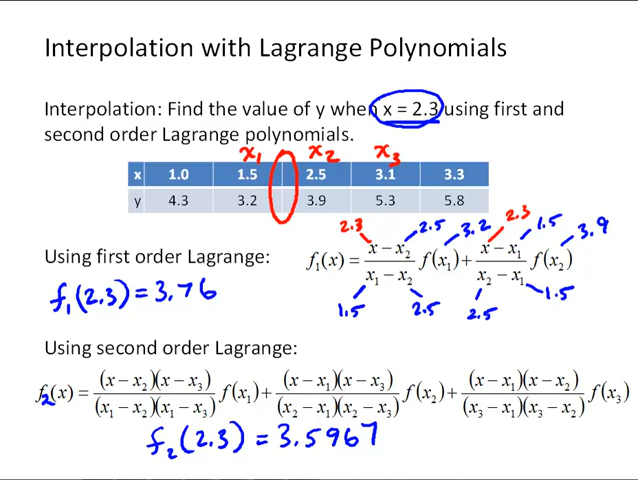 Interpolation with Lagrange Polynomials
Interpolation: Find the value of y when x = 2.3 using first and
second order Lagrange polynomials.
x₁ x₂ x₃
x 1.0 1.5 2.5 3.1 3.3
y 4.3 3.2 3.9 5.3 5.8
2.3 2.5 3.2 2.3 1.5 3.9
Using first order Lagrange: f₁(x) = (x − x₂)/(x₁ − x₂) f(x₁) + (x − x₁)/(x₂ − x₁) f(x₂)
f₁(2.3) = 3.76
1.5 2.5 2.5 1.5
Using second order Lagrange:
f₂(x) = (x − x₂)(x − x₃)/(x₁ − x₂)(x₁ − x₃) f(x₁) + (x − x₁)(x − x₃)/(x₂ − x₁)(x₂ − x₃) f(x₂) + (x − x₁)(x − x₂)/(x₃ − x₁)(x₃ − x₂) f(x₃)
f₂(2.3) = 3.5967